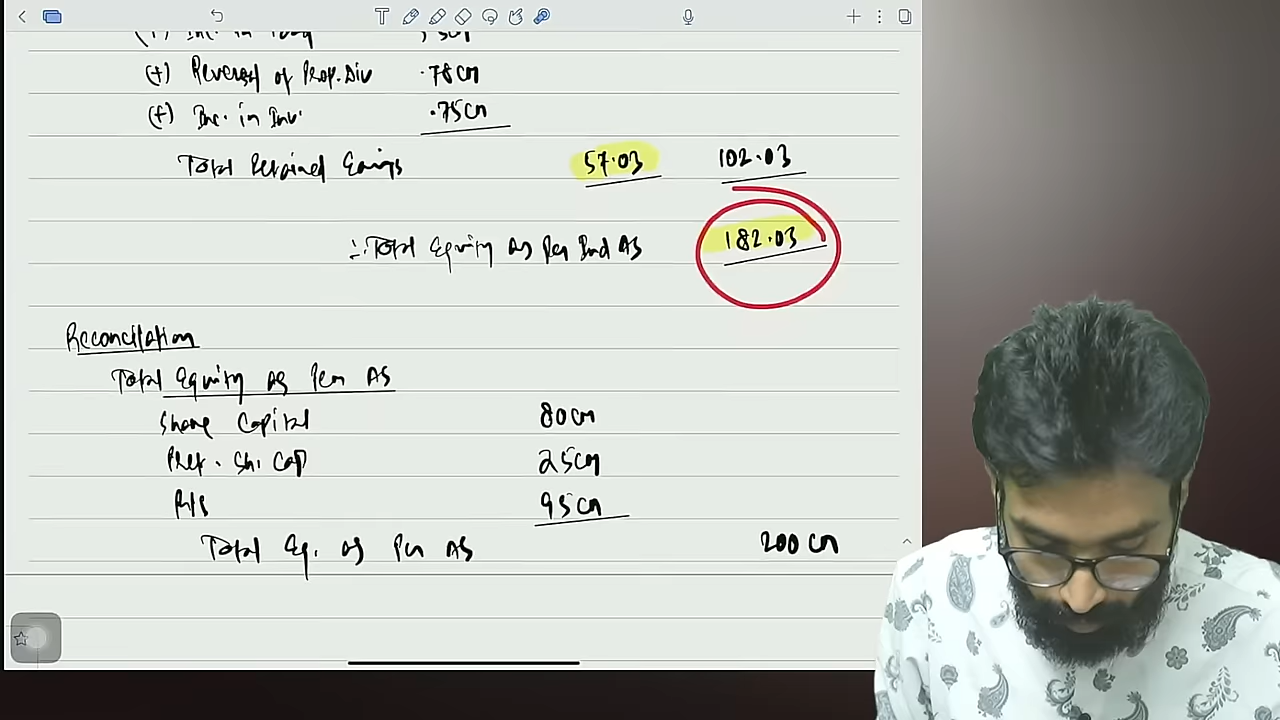 (+) Reversal of Prop. Div .78cr
(+) Inc. in Inv. .75cr
Total Retained Earnings 57.03 102.03
∴ Total Equity as per Ind AS 182.03
Reconciliation
Total Equity as per AS
Share Capital 80cr
Pref. Sh. Cap 25cr
R/S 95cr
Total Eq. as per AS 200 cr